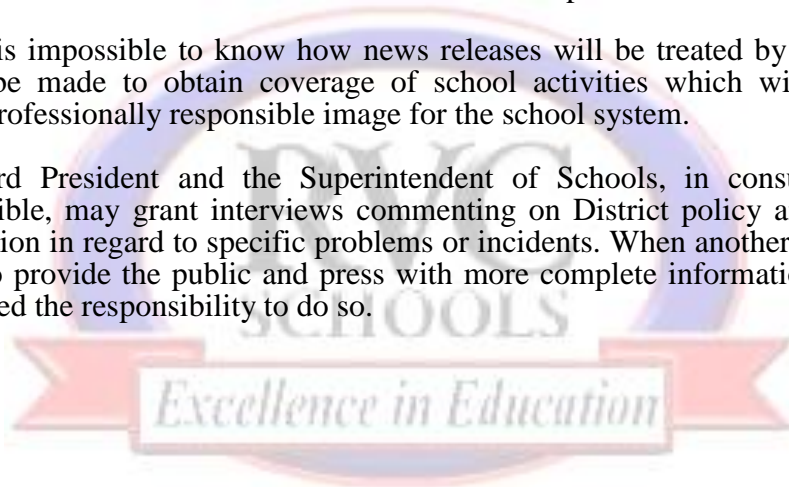 is impossible to know how news releases will be treated by
be made to obtain coverage of school activities which wi
rofessionally responsible image for the school system.
rd President and the Superintendent of Schools, in consu
ible, may grant interviews commenting on District policy a
ion in regard to specific problems or incidents. When another
o provide the public and press with more complete informati
ed the responsibility to do so.
RVC
SCHOOLS
Excellence in Education